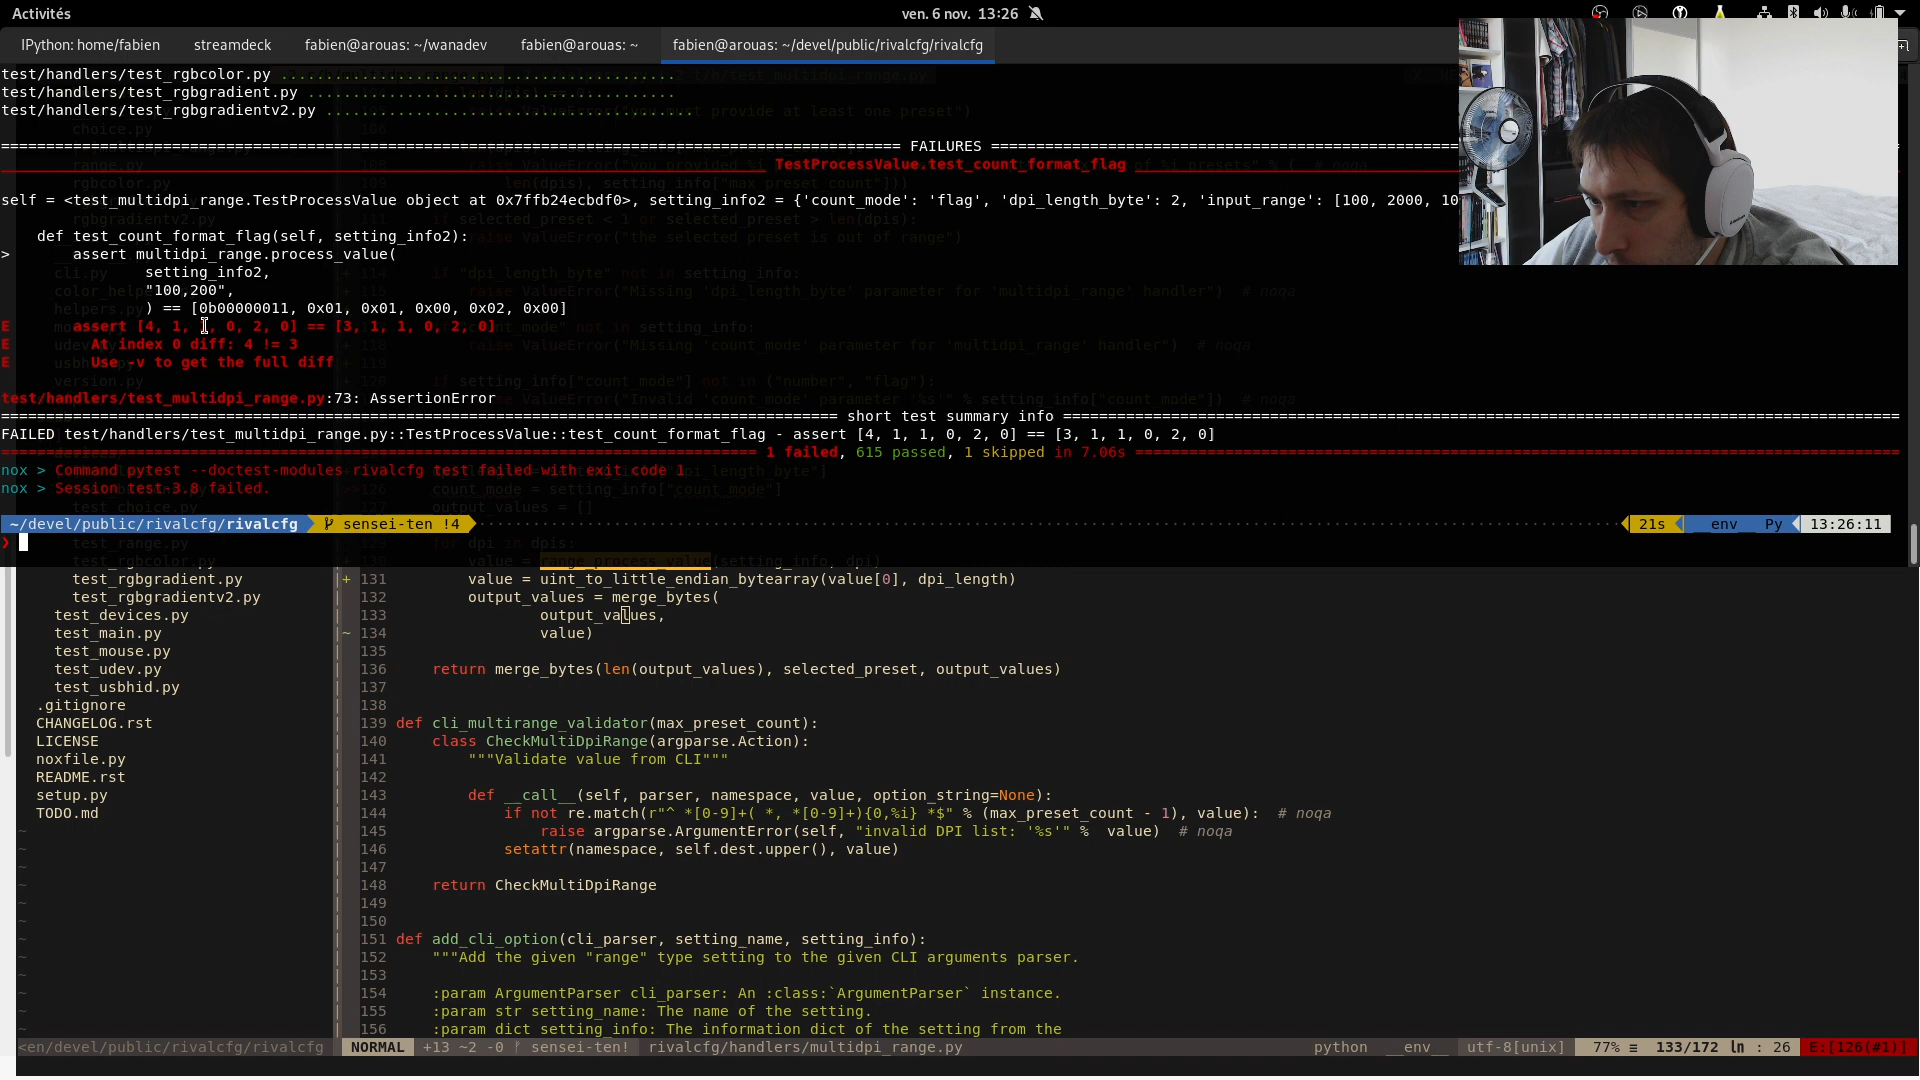 Activités
ven. 6 nov. 13:26
IPython: home/fabien streamdeck fabien@arouas: ~/wanadev fabien@arouas: ~ fabien@arouas: ~/devel/public/rivalcfg/rivalcfg
test/handlers/test_rgbcolor.py ............................................
test/handlers/test_rgbgradient.py .........................................
test/handlers/test_rgbgradientv2.py .........................................
FAILURES
TestProcessValue.test_count_format_flag
self = <test_multidpi_range.TestProcessValue object at 0x7ffb24ecbdf0>, setting_info2 = {'count_mode': 'flag', 'dpi_length_byte': 2, 'input_range': [100, 2000, 10
def test_count_format_flag(self, setting_info2):
> assert multidpi_range.process_value(
setting_info2,
"100,200",
) == [0b00000011, 0x01, 0x01, 0x00, 0x02, 0x00]
E assert [4, 1, 1, 0, 2, 0] == [3, 1, 1, 0, 2, 0]
E At index 0 diff: 4 != 3
E Use -v to get the full diff
test/handlers/test_multidpi_range.py:73: AssertionError
short test summary info
FAILED test/handlers/test_multidpi_range.py::TestProcessValue::test_count_format_flag - assert [4, 1, 1, 0, 2, 0] == [3, 1, 1, 0, 2, 0]
1 failed, 615 passed, 1 skipped in 7.06s
nox > Command pytest --doctest-modules rivalcfg test failed with exit code 1
nox > Session test-3.8 failed.
~/devel/public/rivalcfg/rivalcfg sensei-ten !4 21s env Py 13:26:11
❯
test_rgbgradient.py + 131 value = uint_to_little_endian_bytearray(value[0], dpi_length)
test_rgbgradientv2.py 132 output_values = merge_bytes(
test_devices.py 133 output_values,
test_main.py ~ 134 value)
test_mouse.py 135
test_udev.py 136 return merge_bytes(len(output_values), selected_preset, output_values)
test_usbhid.py 137
.gitignore 138
CHANGELOG.rst 139 def cli_multirange_validator(max_preset_count):
LICENSE 140 class CheckMultiDpiRange(argparse.Action):
noxfile.py 141 """Validate value from CLI"""
README.rst 142
setup.py 143 def __call__(self, parser, namespace, value, option_string=None):
TODO.md 144 if not re.match(r"^ *[0-9]+( *, *[0-9]+){0,%i} *$" % (max_preset_count - 1), value): # noqa
~ 145 raise argparse.ArgumentError(self, "invalid DPI list: '%s'" % value) # noqa
~ 146 setattr(namespace, self.dest.upper(), value)
~ 147
~ 148 return CheckMultiDpiRange
~ 149
~ 150
~ 151 def add_cli_option(cli_parser, setting_name, setting_info):
~ 152 """Add the given "range" type setting to the given CLI arguments parser.
~ 153
~ 154 :param ArgumentParser cli_parser: An :class:`ArgumentParser` instance.
~ 155 :param str setting_name: The name of the setting.
~ 156 :param dict setting_info: The information dict of the setting from the
<en/devel/public/rivalcfg/rivalcfg NORMAL +13 ~2 -0 sensei-ten! rivalcfg/handlers/multidpi_range.py python __env__ utf-8[unix] 77% ≡ 133/172 ln : 26 E:[126(#1)]